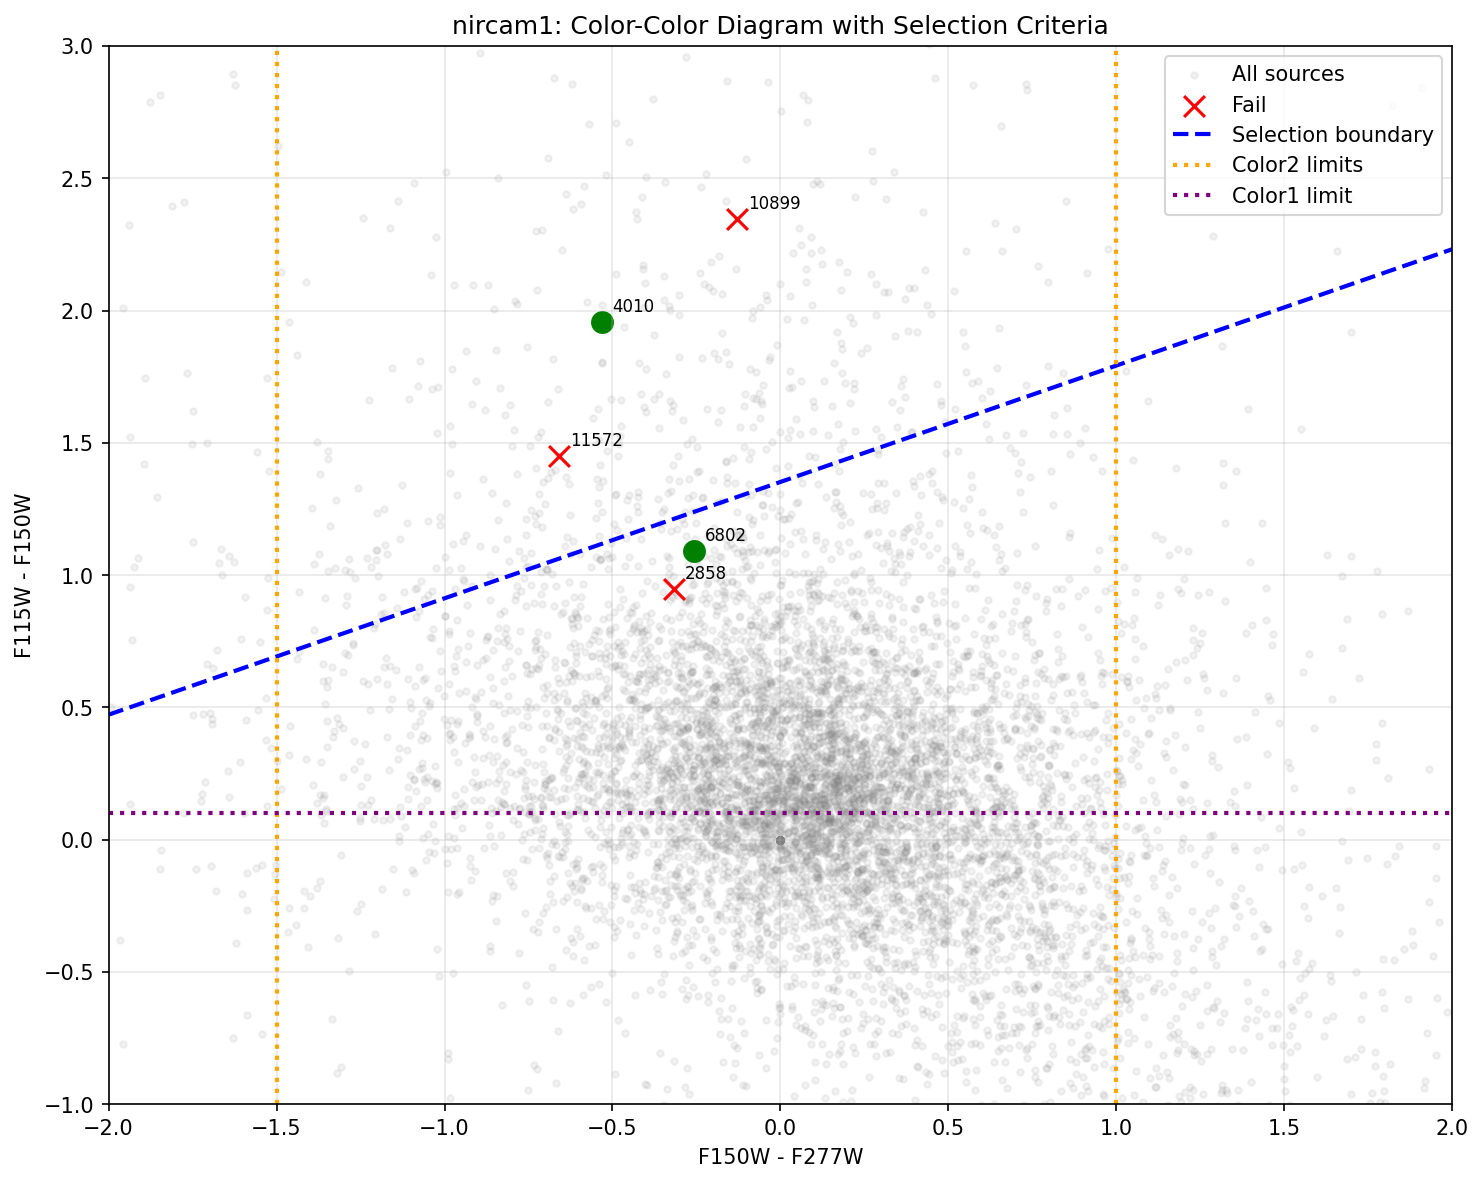 nircam1: Color-Color Diagram with Selection Criteria
3.0
2.5
2.0
1.5
1.0
0.5
0.0
−0.5
−1.0
F115W - F150W
All sources
Fail
Selection boundary
Color2 limits
Color1 limit
10899
4010
11572
6802
2858
−2.0
−1.5
−1.0
−0.5
0.0
0.5
1.0
1.5
2.0
F150W - F277W